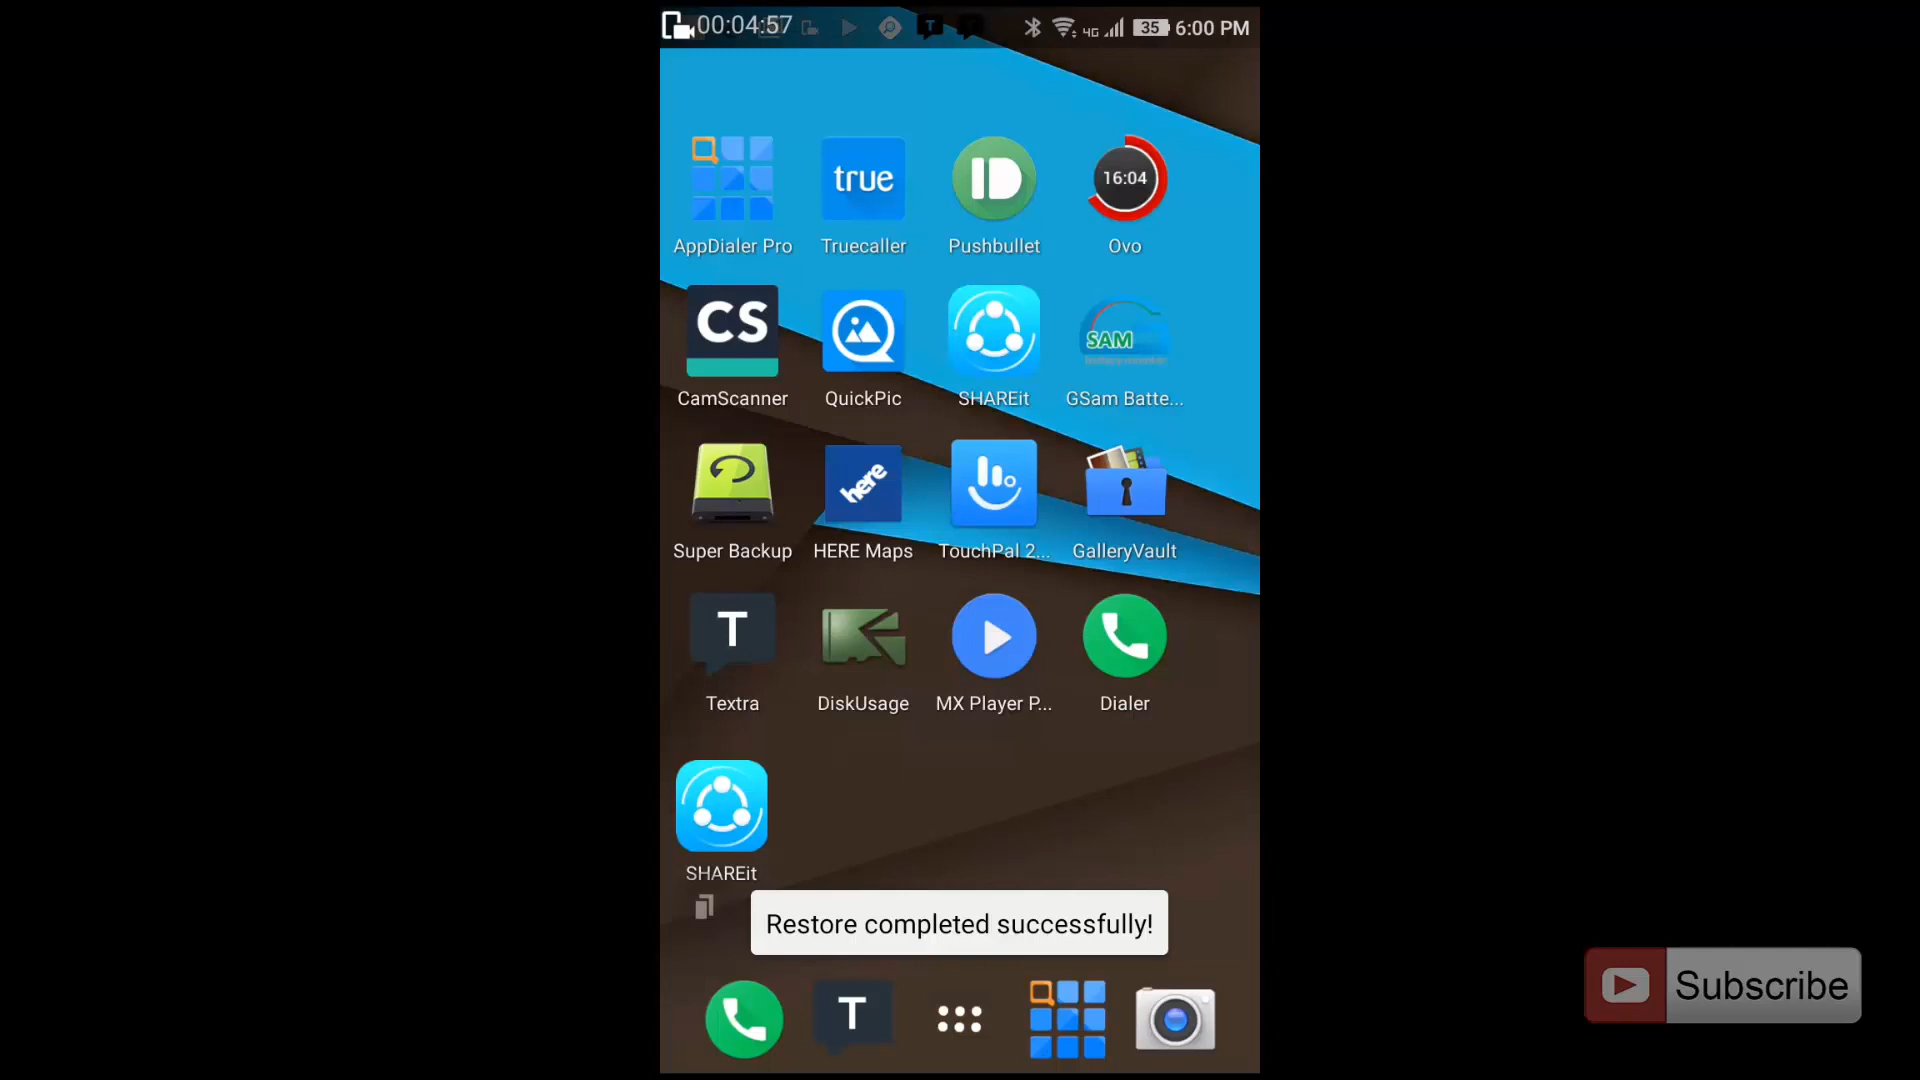 00:04:57 4G 35 6:00 PM
true 16:04
AppDialer Pro Truecaller Pushbullet Ovo
CS SAM
CamScanner QuickPic SHAREit GSam Batte...
here
Super Backup HERE Maps TouchPal 2... GalleryVault
T
Textra DiskUsage MX Player P... Dialer
SHAREit
Restore completed successfully!
T
Subscribe